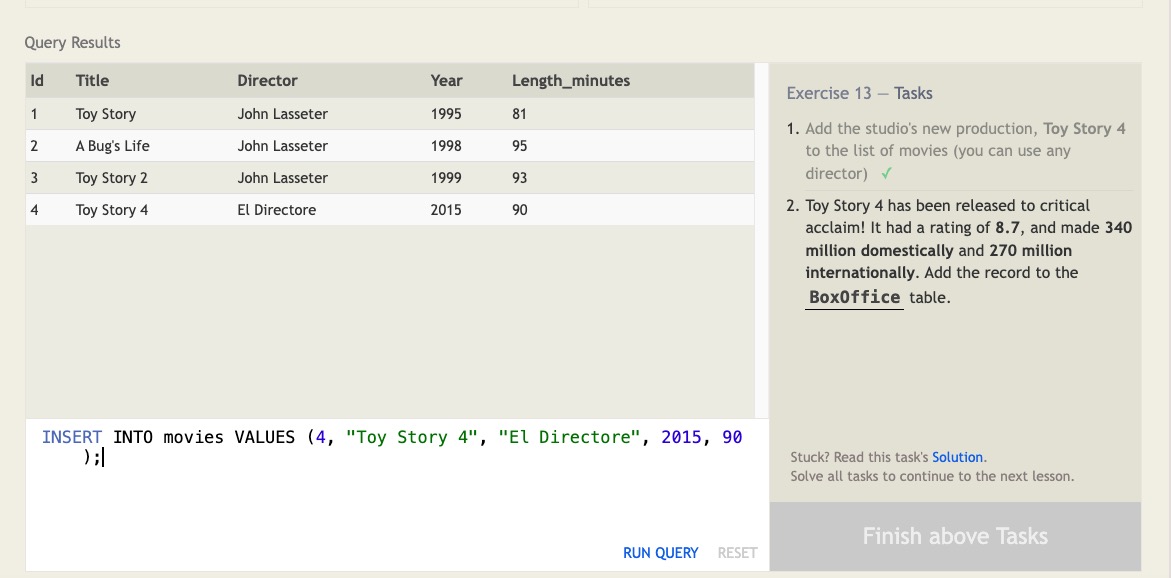 Query Results
Id Title Director Year Length_minutes
1 Toy Story John Lasseter 1995 81
2 A Bug's Life John Lasseter 1998 95
3 Toy Story 2 John Lasseter 1999 93
4 Toy Story 4 El Directore 2015 90
INSERT INTO movies VALUES (4, "Toy Story 4", "El Directore", 2015, 90
);
RUN QUERY RESET
Exercise 13 — Tasks
1. Add the studio's new production, Toy Story 4
to the list of movies (you can use any
director) ✓
2. Toy Story 4 has been released to critical
acclaim! It had a rating of 8.7, and made 340
million domestically and 270 million
internationally. Add the record to the
BoxOffice table.
Stuck? Read this task's Solution.
Solve all tasks to continue to the next lesson.
Finish above Tasks